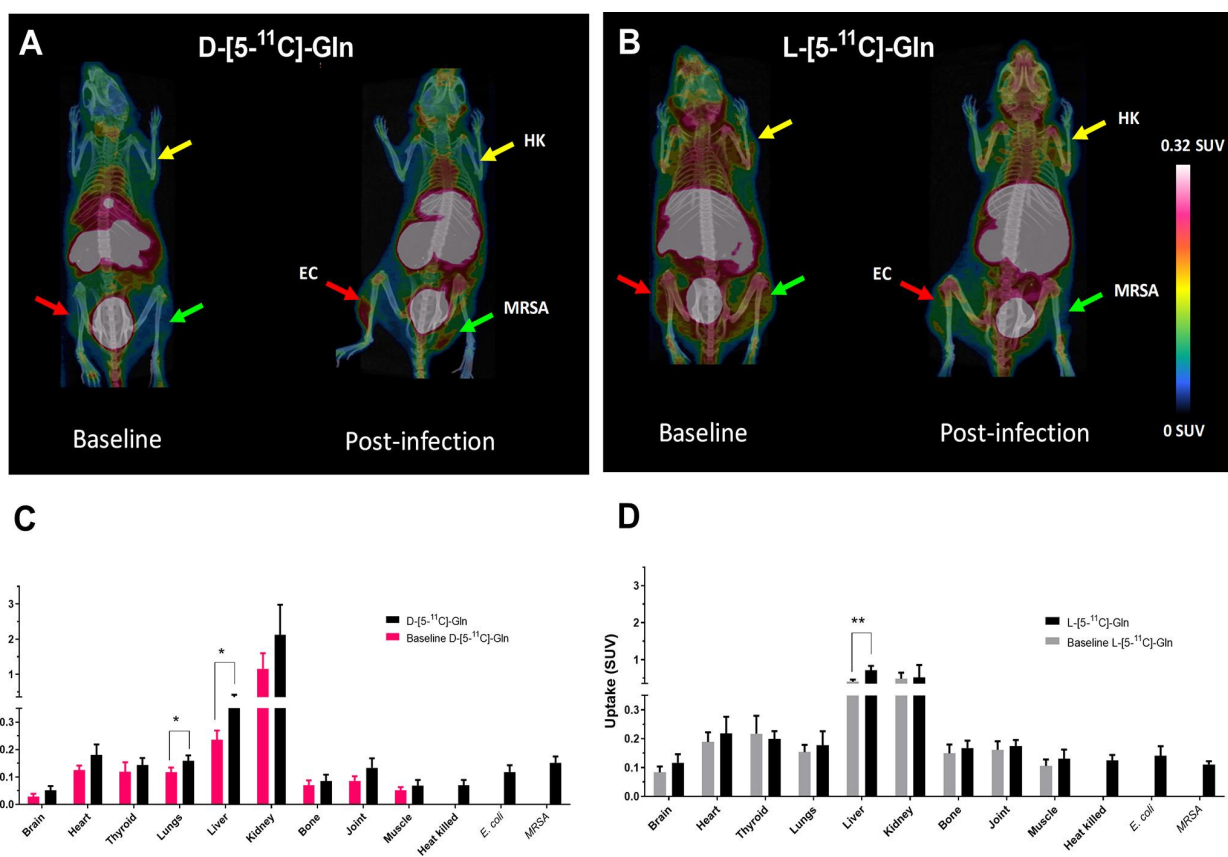 A
D-[5-¹¹C]-Gln
HK
EC
MRSA
Baseline
Post-infection
B
L-[5-¹¹C]-Gln
HK
0.32 SUV
EC
MRSA
0 SUV
Baseline
Post-infection
C
3
2
1
0.3
0.2
0.1
0.0
*
*
D-[5-¹¹C]-Gln
Baseline D-[5-¹¹C]-Gln
Brain
Heart
Thyroid
Lungs
Liver
Kidney
Bone
Joint
Muscle
Heat killed
E. coli
MRSA
D
Uptake (SUV)
3
2
1
0.3
0.2
0.1
0.0
**
L-[5-¹¹C]-Gln
Baseline L-[5-¹¹C]-Gln
Brain
Heart
Thyroid
Lungs
Liver
Kidney
Bone
Joint
Muscle
Heat killed
E. coli
MRSA